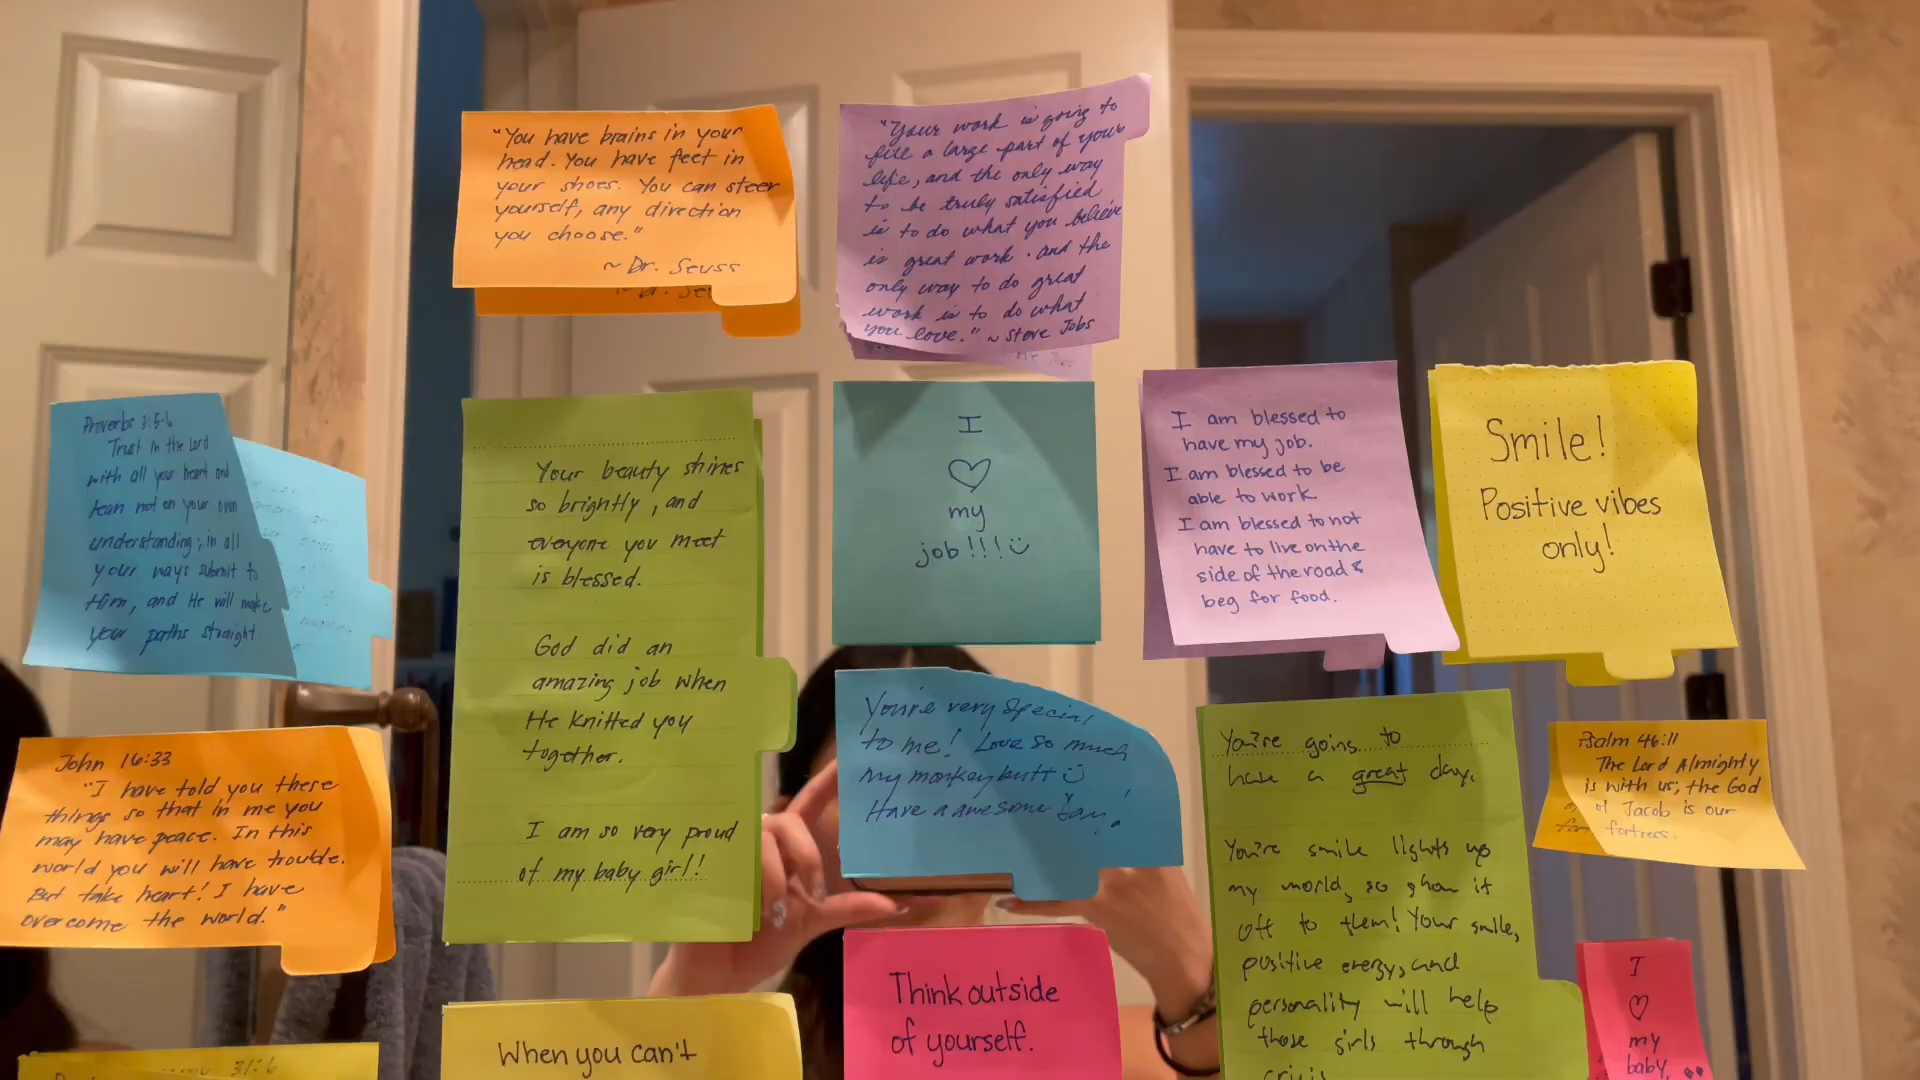 "You have brains in your
head. You have feet in
your shoes. You can steer
yourself, any direction
you choose."
~ Dr. Seuss
"Your work is going to
fill a large part of your
life, and the only way
to be truly satisfied
is to do what you believe
is great work. And the
only way to do great
work is to do what
you love." ~ Steve Jobs
Proverbs 3:5-6
Trust in the Lord
with all your heart and
lean not on your own
understanding; in all
your ways submit to
Him, and He will make
your paths straight
Your beauty shines
so brightly, and
everyone you meet
is blessed.
God did an
amazing job when
He knitted you
together.
I am so very proud
of my baby girl!
I
♡
my
job!!!
I am blessed to
have my job.
I am blessed to be
able to work
I am blessed to not
have to live on the
side of the road &
beg for food.
Smile!
Positive vibes
only!
John 16:33
"I have told you these
things so that in me you
may have peace. In this
world you will have trouble.
But take heart! I have
overcome the world."
You're very special
to me! Love so much
my monkeybutt
Have a awesome Day!
You're going to
have a great day.
You're smile lights up
my world, so show it
off to them! Your smile,
positive energy, and
personality will help
those girls through
crisis
Psalm 46:11
The Lord Almighty
is with us; the God
of Jacob is our
fortress.
Think outside
of yourself.
When you can't
31:6
I
♡
my
baby